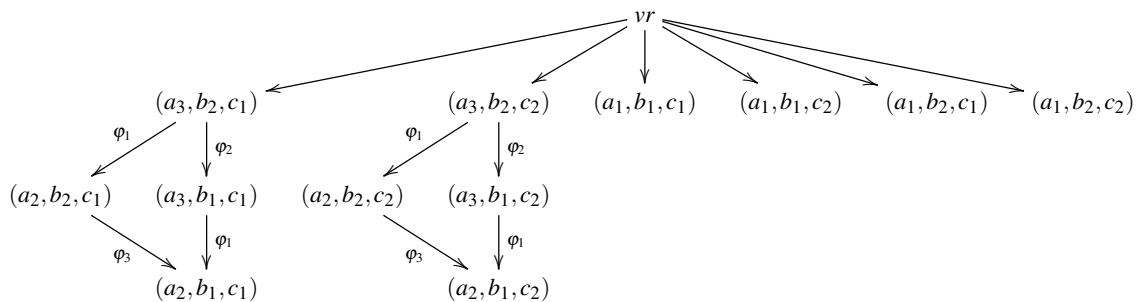 vr
(a₃,b₂,c₁) (a₃,b₂,c₂) (a₁,b₁,c₁) (a₁,b₁,c₂) (a₁,b₂,c₁) (a₁,b₂,c₂)
φ₁ φ₂ φ₁ φ₂
(a₂,b₂,c₁) (a₃,b₁,c₁) (a₂,b₂,c₂) (a₃,b₁,c₂)
φ₃ φ₁ φ₃ φ₁
(a₂,b₁,c₁) (a₂,b₁,c₂)